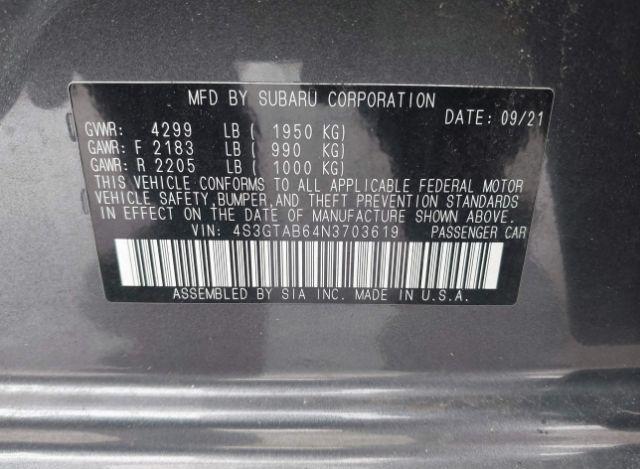 MFD BY SUBARU CORPORATION
DATE: 09/21
GVWR: 4299 LB ( 1950 KG)
GAWR: F 2183 LB ( 990 KG)
GAWR: R 2205 LB ( 1000 KG)
THIS VEHICLE CONFORMS TO ALL APPLICABLE FEDERAL MOTOR
VEHICLE SAFETY, BUMPER, AND THEFT PREVENTION STANDARDS
IN EFFECT ON THE DATE OF MANUFACTURE SHOWN ABOVE.
VIN: 4S3GTAB64N3703619 PASSENGER CAR
ASSEMBLED BY SIA INC. MADE IN U.S.A.